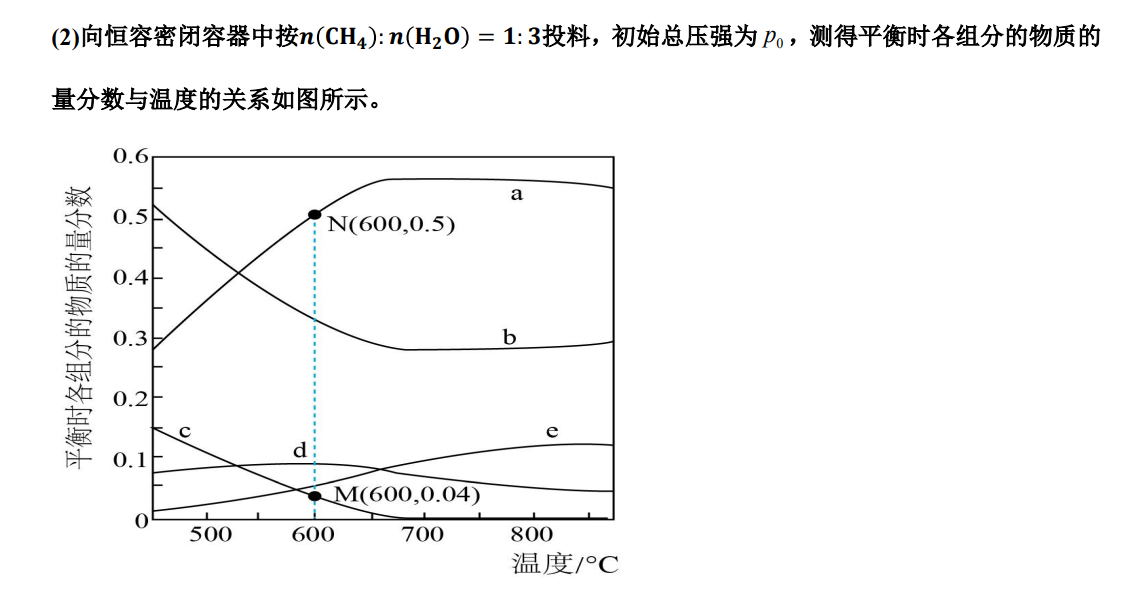 (2)向恒容密闭容器中按n(CH₄):n(H₂O) = 1:3投料，初始总压强为 p₀，测得平衡时各组分的物质的
量分数与温度的关系如图所示。
平衡时各组分的物质的量分数
0.6
0.5
0.4
0.3
0.2
0.1
0
a
N(600,0.5)
b
c
d
e
M(600,0.04)
500 600 700 800
温度/°C